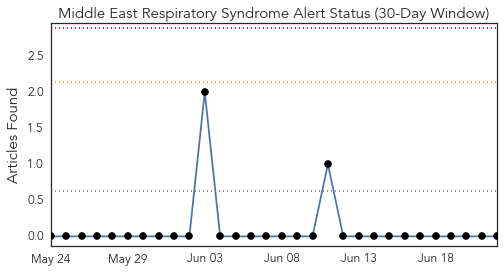 Middle East Respiratory Syndrome Alert Status (30-Day Window)
Articles Found
2.5
2.0
1.5
1.0
0.5
0.0
May 24 May 29 Jun 03 Jun 08 Jun 13 Jun 18